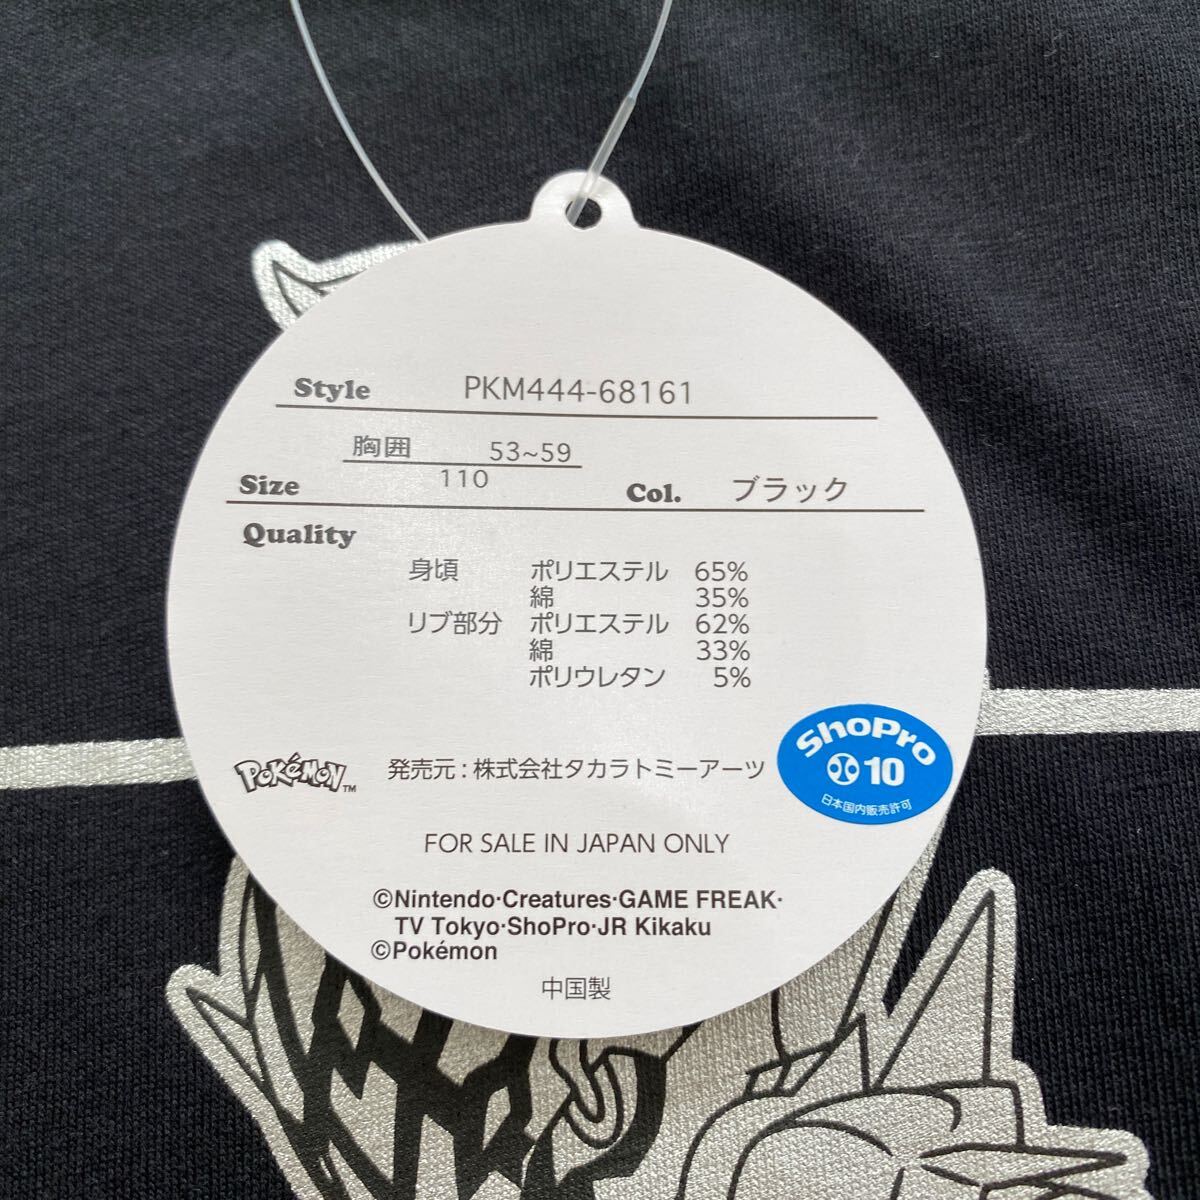 Style PKM444-68161
胸囲 53~59
Size 110 Col. ブラック
Quality
身頃 ポリエステル 65%
綿 35%
リブ部分 ポリエステル 62%
綿 33%
ポリウレタン 5%
POKéMON™ 発売元:株式会社タカラトミーアーツ
ShoPro
10
日本国内販売許可
FOR SALE IN JAPAN ONLY
©Nintendo·Creatures·GAME FREAK·
TV Tokyo·ShoPro·JR Kikaku
©Pokémon
中国製